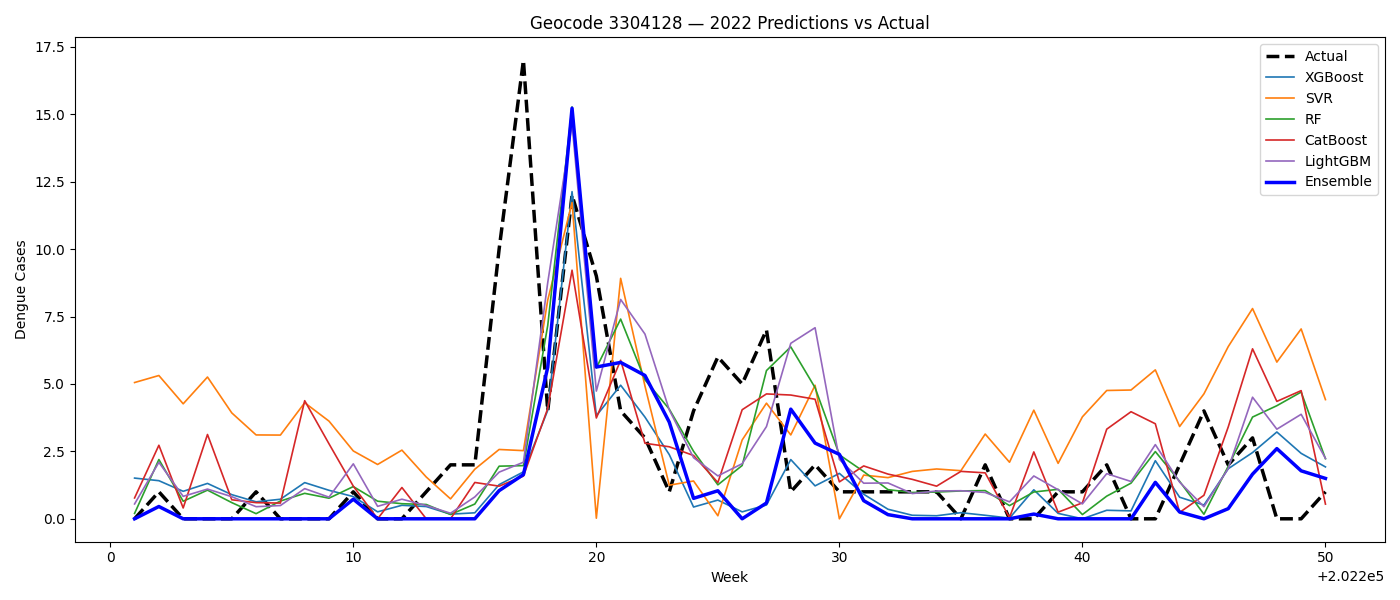 Geocode 3304128 — 2022 Predictions vs Actual
17.5
15.0
12.5
10.0
7.5
5.0
2.5
0.0
Dengue Cases
Actual
XGBoost
SVR
RF
CatBoost
LightGBM
Ensemble
0 10 20 30 40 50
Week
+2.022e5